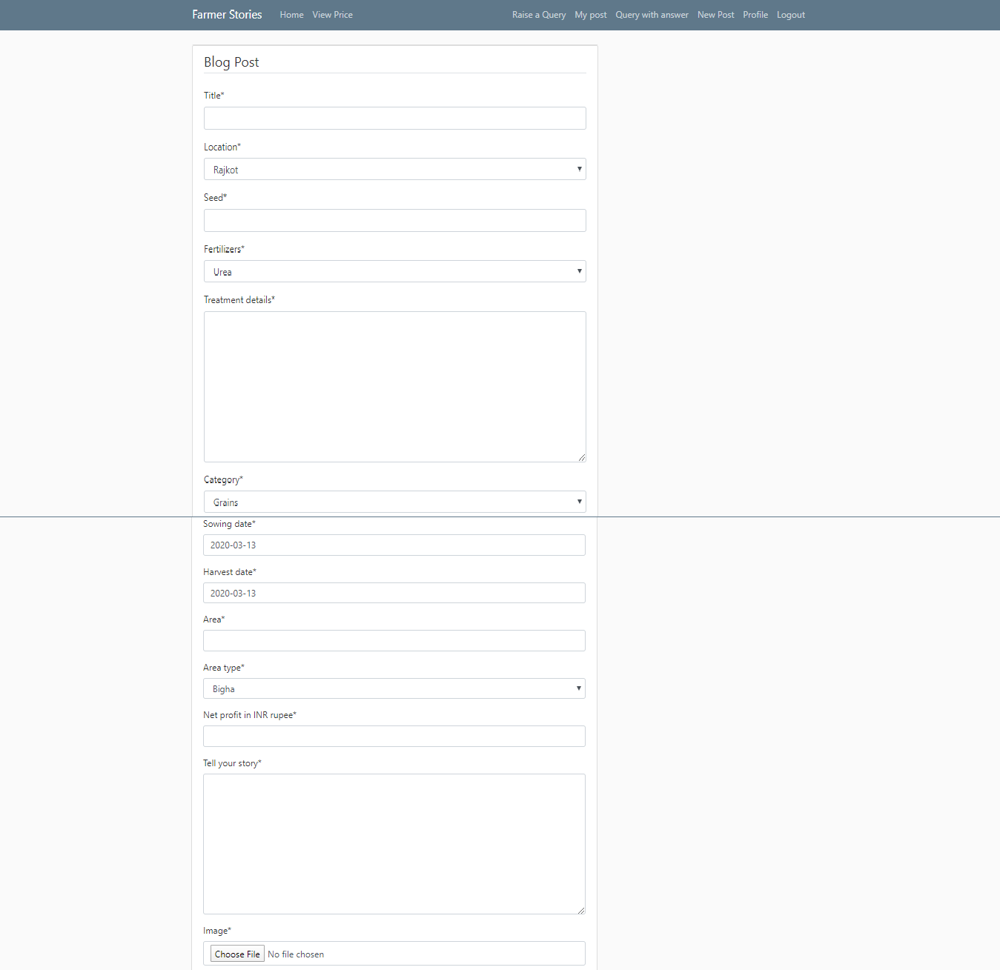 Farmer Stories Home View Price Raise a Query My post Query with answer New Post Profile Logout
Blog Post
Title*
Location*
Rajkot
Seed*
Fertilizers*
Urea
Treatment details*
Category*
Grains
Sowing date*
2020-03-13
Harvest date*
2020-03-13
Area*
Area type*
Bigha
Net profit in INR rupee*
Tell your story*
Image*
Choose File No file chosen